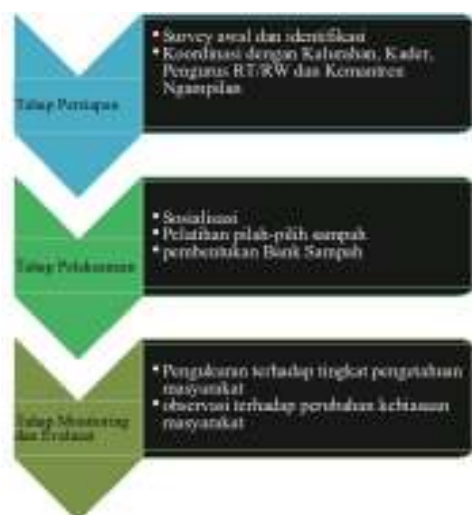 Tahap Persiapan
• Survey awal dan identifikasi
• Koordinasi dengan Kalurahan, Kader,
Pengurus RT/RW dan Kemantren
Ngampilan
Tahap Pelaksanaan
• Sosialisasi
• Pelatihan pilah-pilih sampah
• pembentukan Bank Sampah
Tahap Monitoring
dan Evaluasi
• Pengukuran terhadap tingkat pengetahuan
masyarakat
• observasi terhadap perubahan kebiasaan
masyarakat